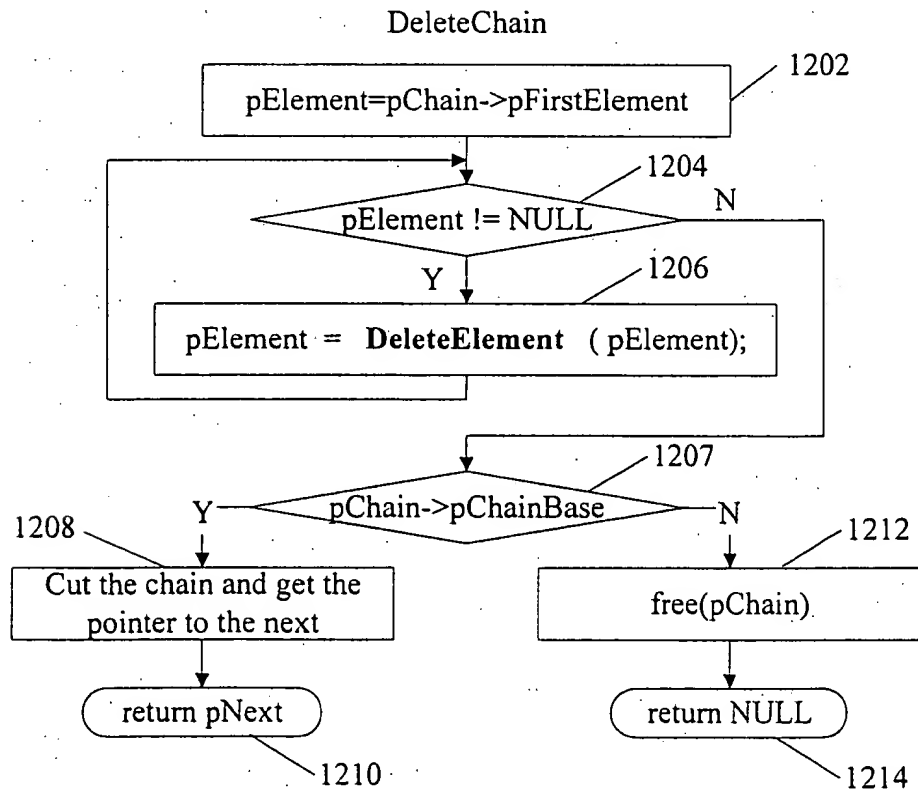 DeleteChain
1202
pElement=pChain->pFirstElement
1204
N
pElement != NULL
Y
1206
pElement = DeleteElement ( pElement);
1207
Y
pChain->pChainBase
N
1208
1212
Cut the chain and get the
pointer to the next
free(pChain)
return pNext
return NULL
1210
1214